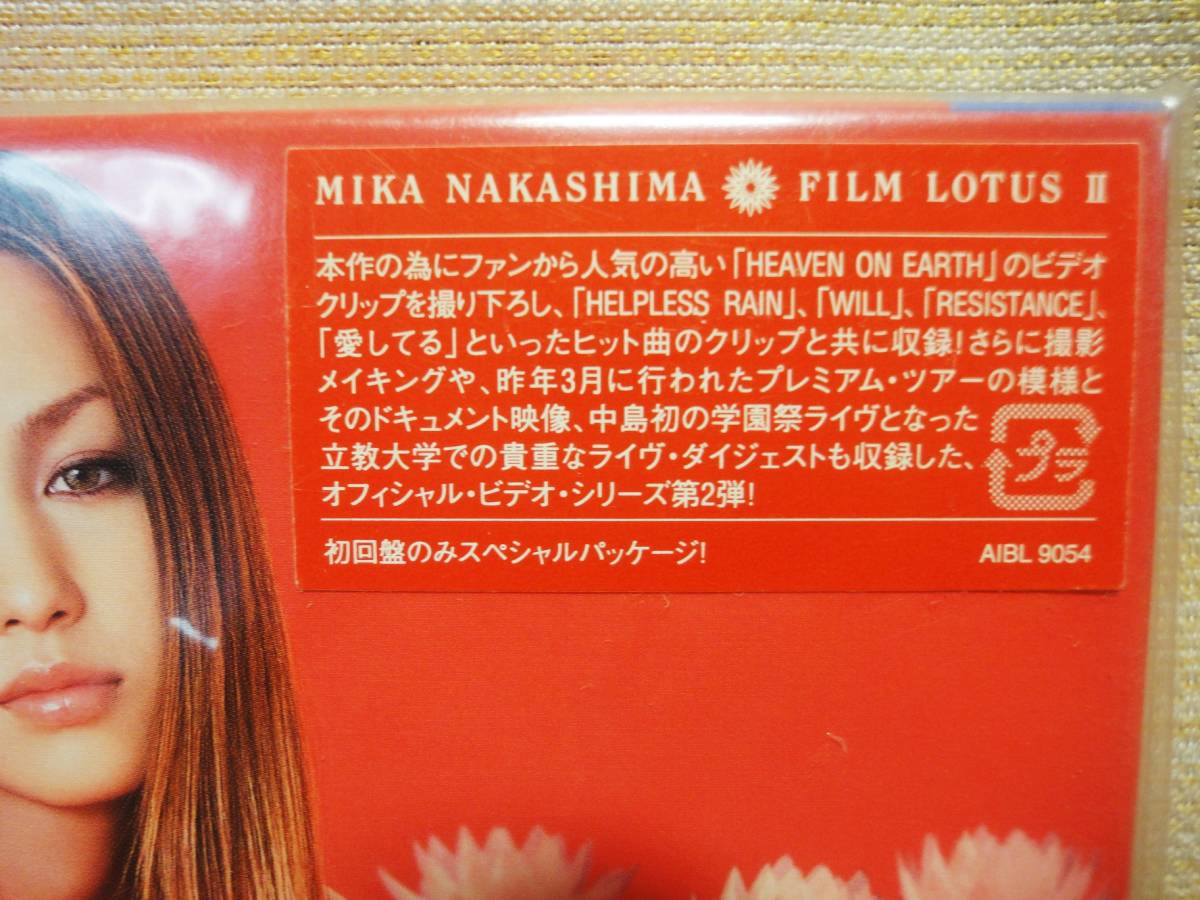 MIKA NAKASHIMA FILM LOTUS II
本作の為にファンから人気の高い「HEAVEN ON EARTH」のビデオ
クリップを撮り下ろし、「HELPLESS RAIN」、「WILL」、「RESISTANCE」、
「愛してる」といったヒット曲のクリップと共に収録!さらに撮影
メイキングや、昨年3月に行われたプレミアム・ツアーの模様と
そのドキュメント映像、中島初の学園祭ライヴとなった
立教大学での貴重なライヴ・ダイジェストも収録した、
オフィシャル・ビデオ・シリーズ第2弾!
プラ
初回盤のみスペシャルパッケージ! AIBL 9054